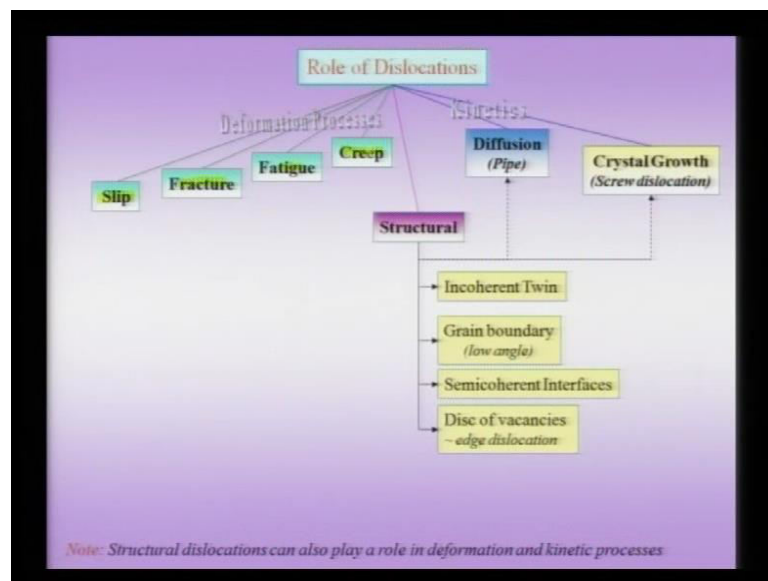 Role of Dislocations
Deformation Processes
Kinetics
Slip
Fracture
Fatigue
Creep
Diffusion
(Pipe)
Crystal Growth
(Screw dislocation)
Structural
Incoherent Twin
Grain boundary
(low angle)
Semicoherent Interfaces
Disc of vacancies
~ edge dislocation
Note: Structural dislocations can also play a role in deformation and kinetic processes